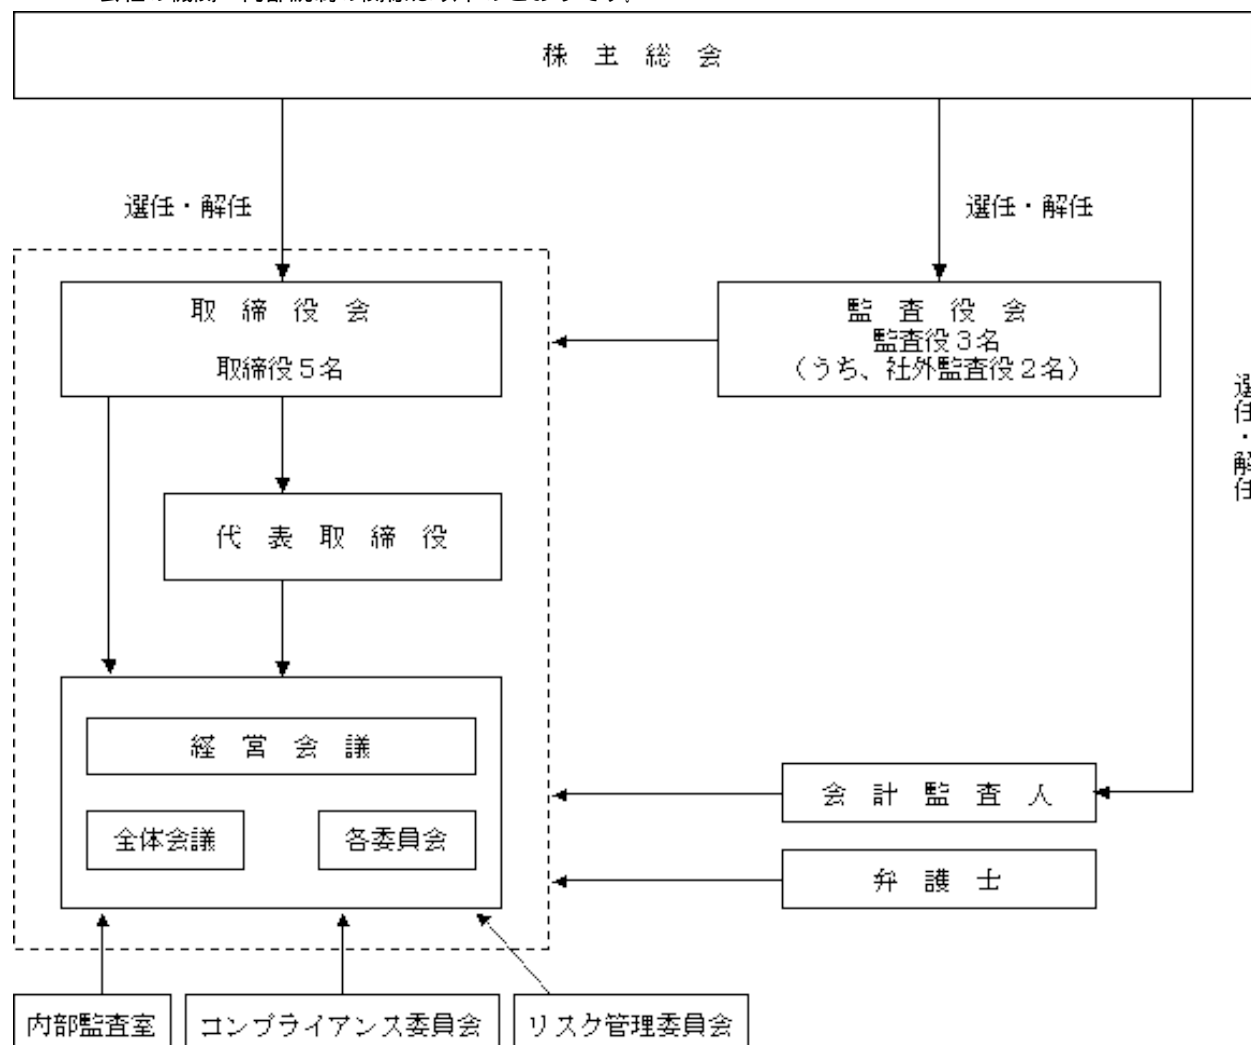 株主総会
選任・解任
選任・解任
選任・解任
取締役会
取締役5名
監査役会
監査役3名
(うち、社外監査役2名)
代表取締役
経営会議
全体会議
各委員会
会計監査人
弁護士
内部監査室
コンプライアンス委員会
リスク管理委員会